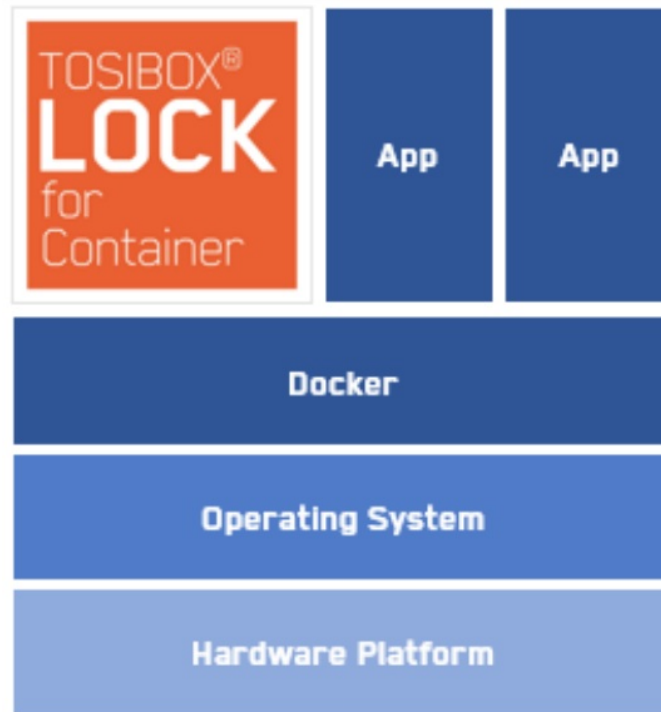 TOSIBOX®
LOCK
for
Container
App
App
Docker
Operating System
Hardware Platform